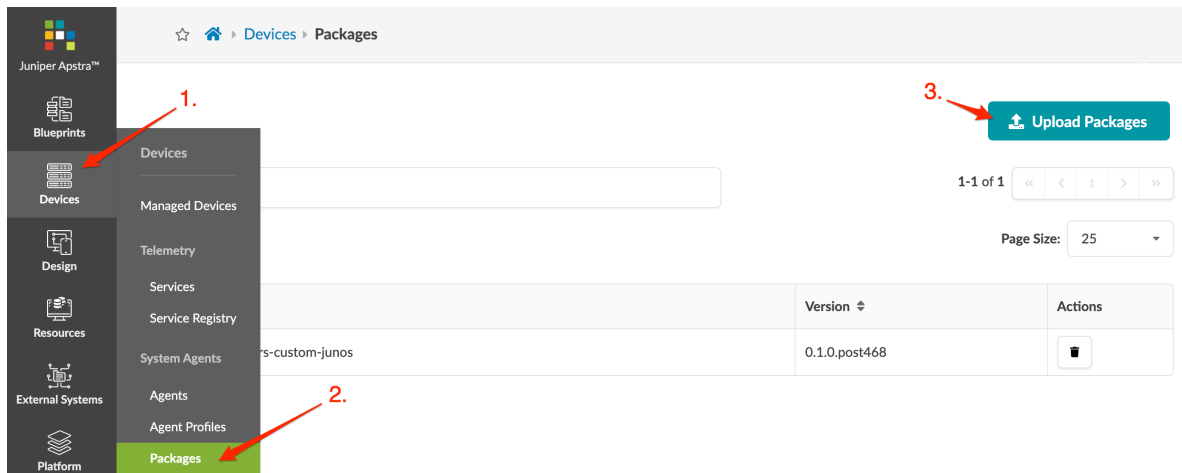 Juniper Apstra™
Blueprints
Devices
Design
Resources
External Systems
Platform
Devices
Managed Devices
Telemetry
Services
Service Registry
System Agents
Agents
Agent Profiles
Packages
Devices Packages
1.
2.
3.
Upload Packages
1-1 of 1 « < 1 > »
Page Size: 25
Version Actions
rs-custom-junos 0.1.0.post468